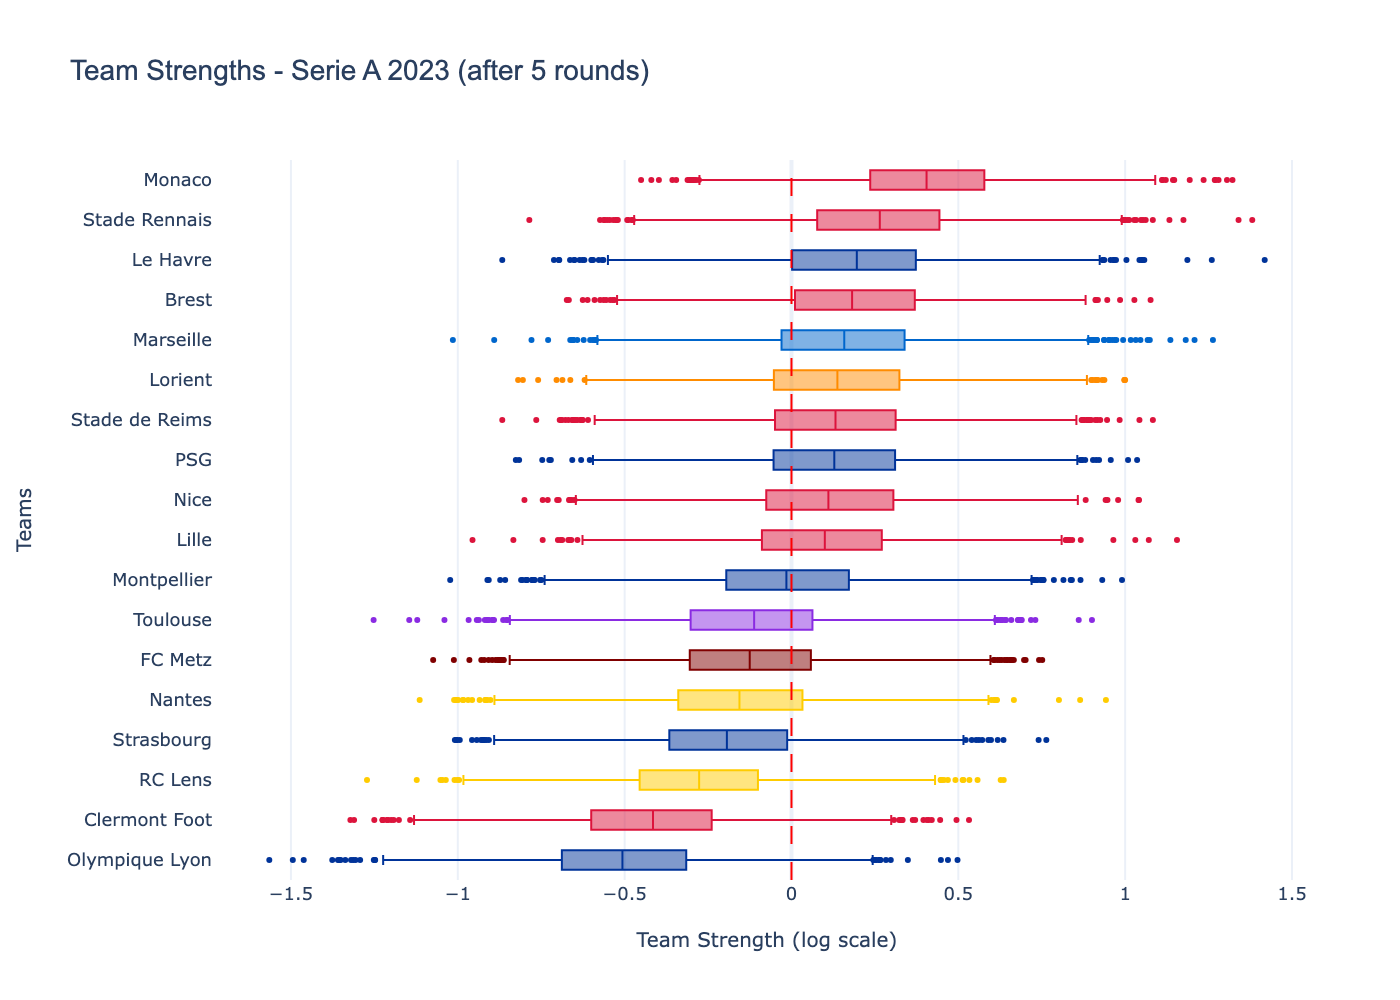 Team Strengths - Serie A 2023 (after 5 rounds)
Teams
Monaco
Stade Rennais
Le Havre
Brest
Marseille
Lorient
Stade de Reims
PSG
Nice
Lille
Montpellier
Toulouse
FC Metz
Nantes
Strasbourg
RC Lens
Clermont Foot
Olympique Lyon
−1.5 −1 −0.5 0 0.5 1 1.5
Team Strength (log scale)